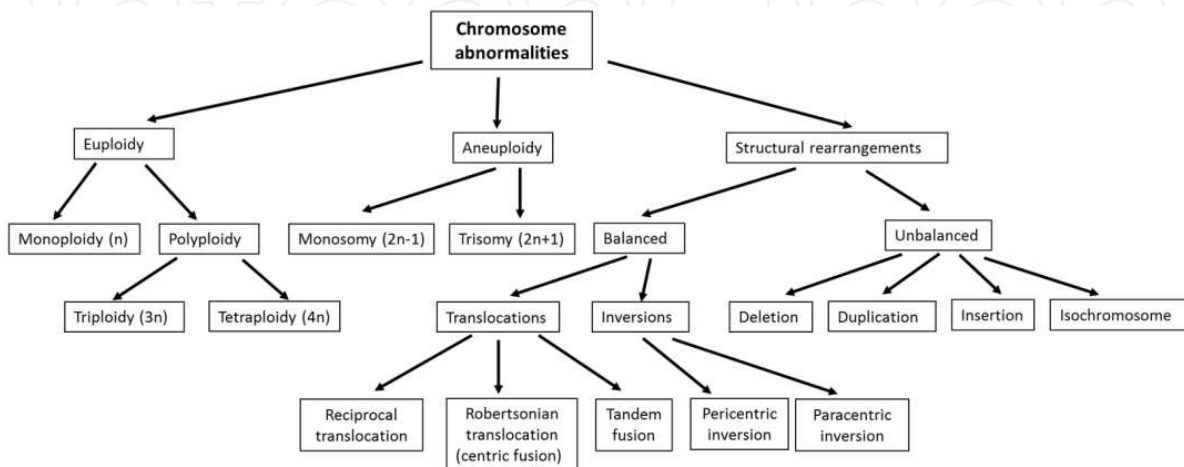 Chromosome
abnormalities
Euploidy
Aneuploidy
Structural rearrangements
Monoploidy (n)
Polyploidy
Monosomy (2n-1)
Trisomy (2n+1)
Balanced
Unbalanced
Triploidy (3n)
Tetraploidy (4n)
Translocations
Inversions
Deletion
Duplication
Insertion
Isochromosome
Reciprocal
translocation
Robertsonian
translocation
(centric fusion)
Tandem
fusion
Pericentric
inversion
Paracentric
inversion